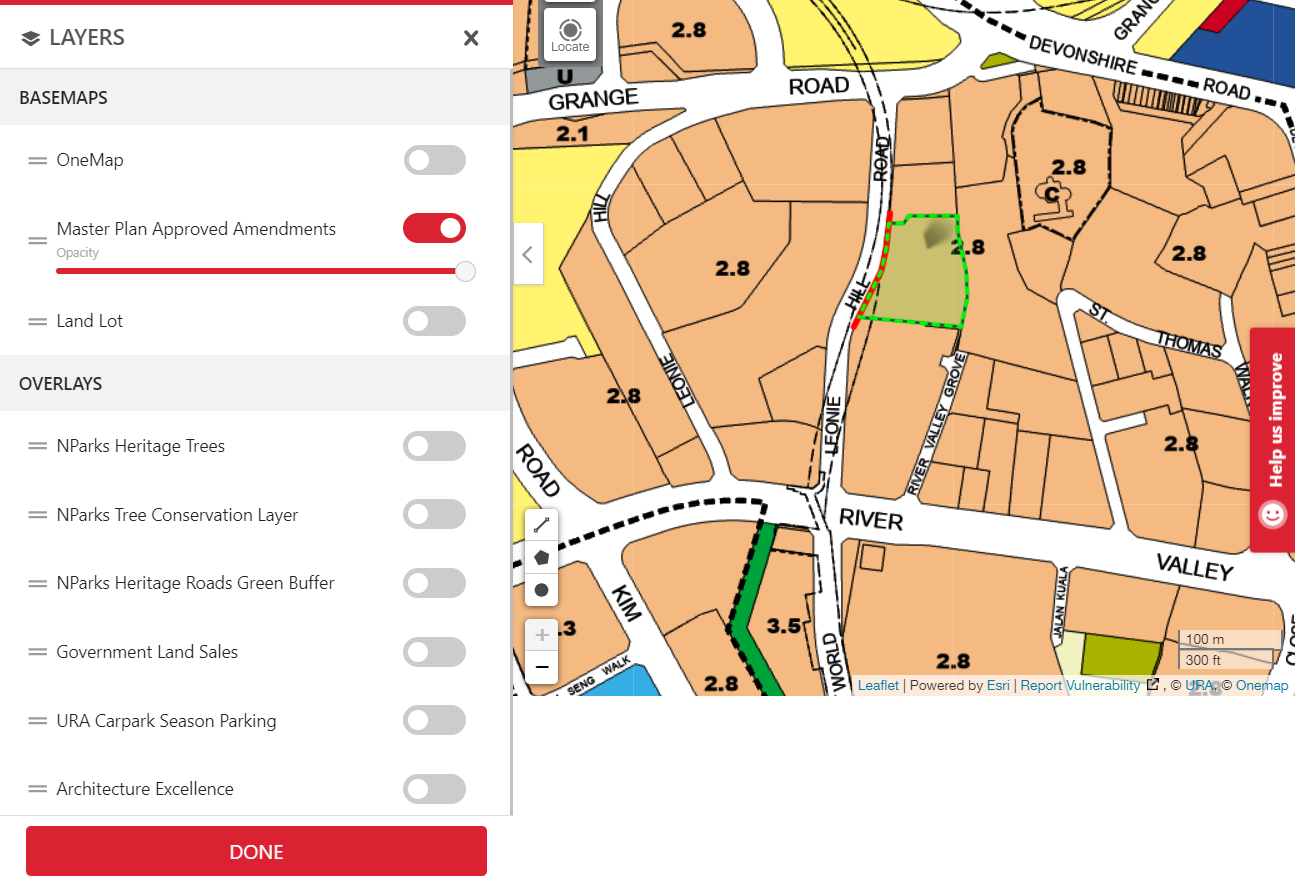 LAYERS
BASEMAPS
OneMap
Master Plan Approved Amendments
Opacity
Land Lot
OVERLAYS
NParks Heritage Trees
NParks Tree Conservation Layer
NParks Heritage Roads Green Buffer
Government Land Sales
URA Carpark Season Parking
Architecture Excellence
DONE
Locate
2.8
GRANGE
DEVONSHIRE
ROAD
U
GRANGE
ROAD
2.1
ROAD
2.8
C
HILL
2.8
2.8
2.8
HILL
ST.
THOMAS
WALK
LEONIE
2.8
LEONIE
RIVER VALLEY GROVE
2.8
ROAD
RIVER
VALLEY
KIM
JALAN KUALA
.3
3.5
WORLD
SENG WALK
2.8
2.8
2.8
CLOSE
100 m
300 ft
Help us improve
Leaflet | Powered by Esri | Report Vulnerability , © URA, © Onemap